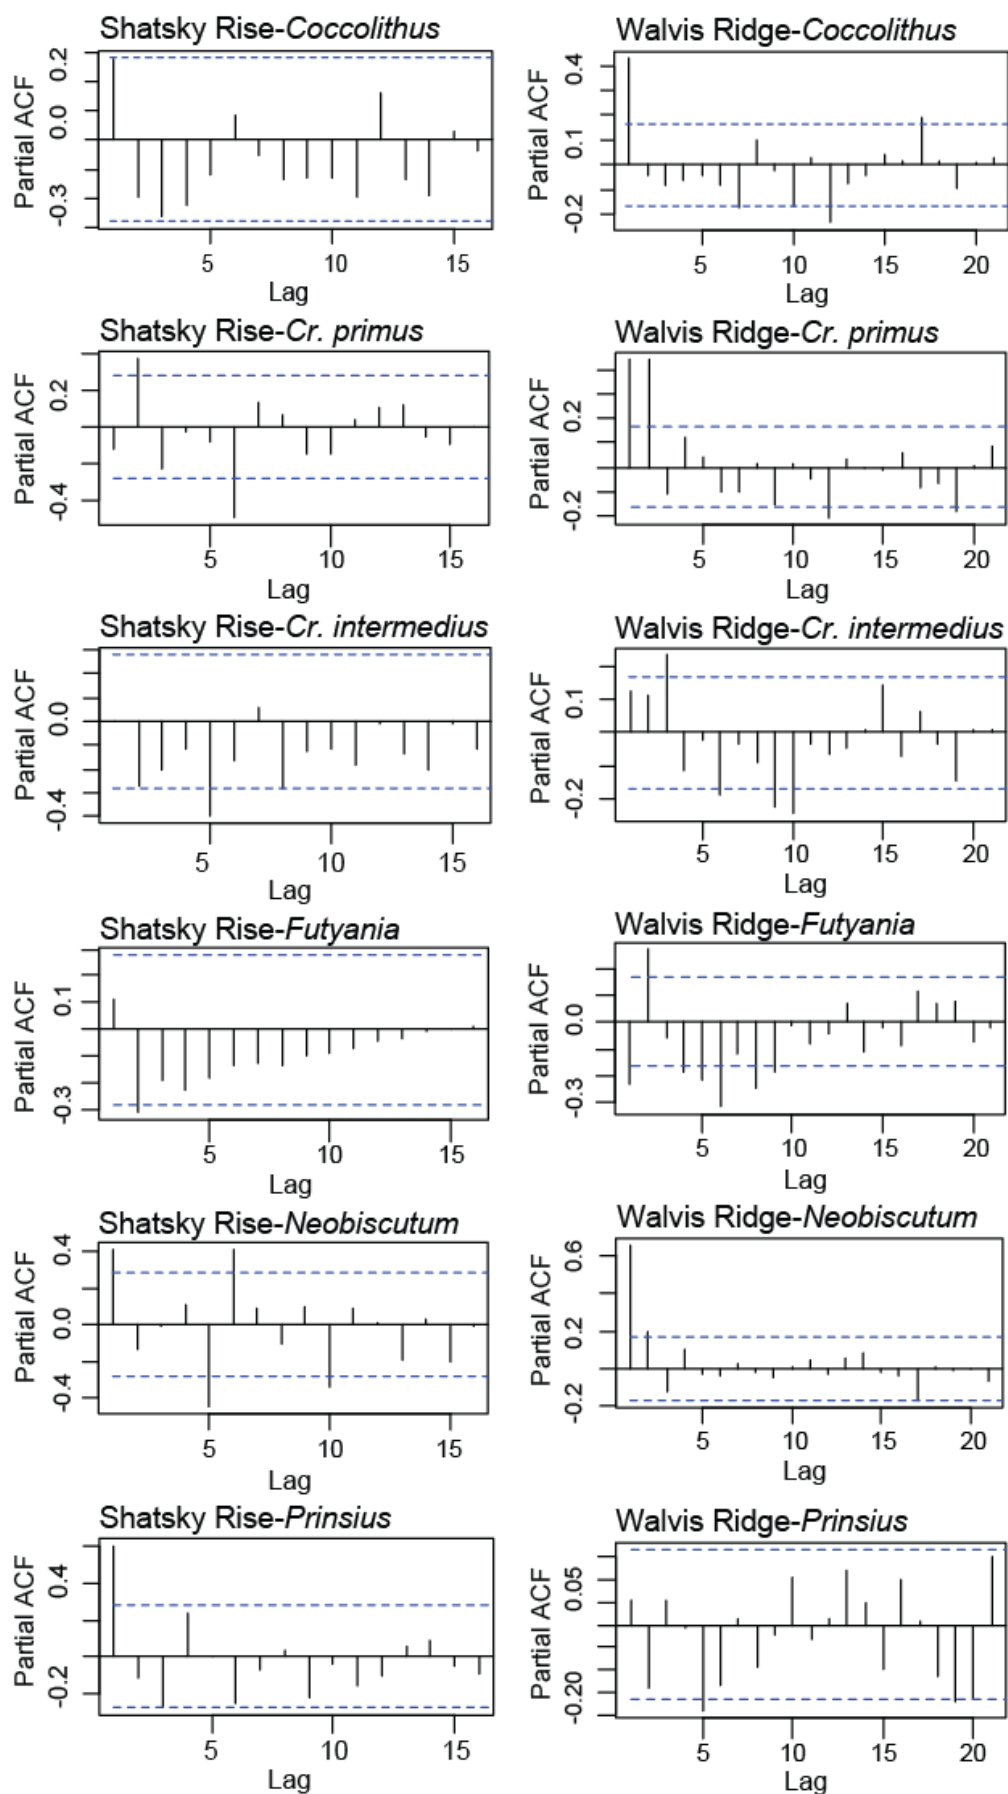 Shatsky Rise-Coccolithus
Partial ACF
0.2
0.0
-0.3
5
10
15
Lag
Walvis Ridge-Coccolithus
Partial ACF
0.4
0.1
-0.2
5
10
15
20
Lag
Shatsky Rise-Cr. primus
Partial ACF
0.2
-0.4
5
10
15
Lag
Walvis Ridge-Cr. primus
Partial ACF
0.2
-0.2
5
10
15
20
Lag
Shatsky Rise-Cr. intermedius
Partial ACF
0.0
-0.4
5
10
15
Lag
Walvis Ridge-Cr. intermedius
Partial ACF
0.1
-0.2
5
10
15
20
Lag
Shatsky Rise-Futyania
Partial ACF
0.1
-0.3
5
10
15
Lag
Walvis Ridge-Futyania
Partial ACF
0.0
-0.3
5
10
15
20
Lag
Shatsky Rise-Neobiscutum
Partial ACF
0.4
0.0
-0.4
5
10
15
Lag
Walvis Ridge-Neobiscutum
Partial ACF
0.6
0.2
-0.2
5
10
15
20
Lag
Shatsky Rise-Prinsius
Partial ACF
0.4
-0.2
5
10
15
Lag
Walvis Ridge-Prinsius
Partial ACF
0.05
-0.20
5
10
15
20
Lag